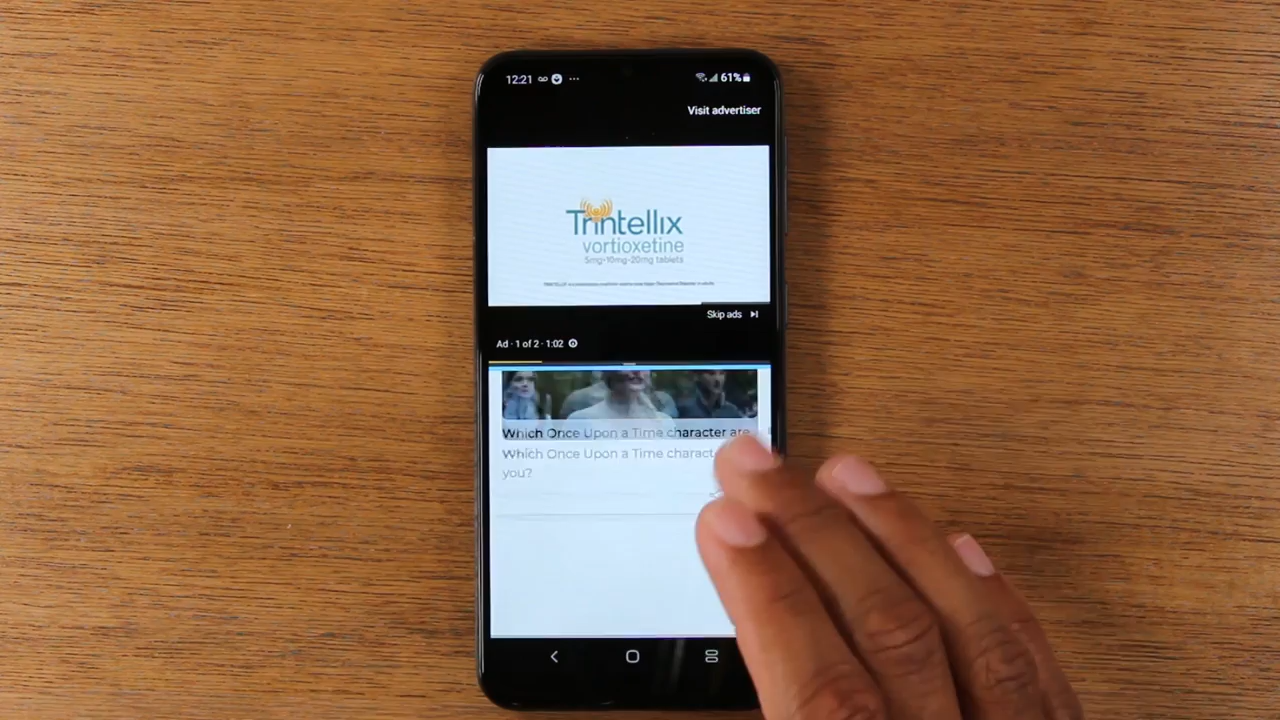 12:21
61%
Visit advertiser
Trintellix
vortioxetine
5mg•10mg•20mg tablets
Skip ads
Ad · 1 of 2 · 1:02
Which Once Upon a Time character are
Which Once Upon a Time charact
you?